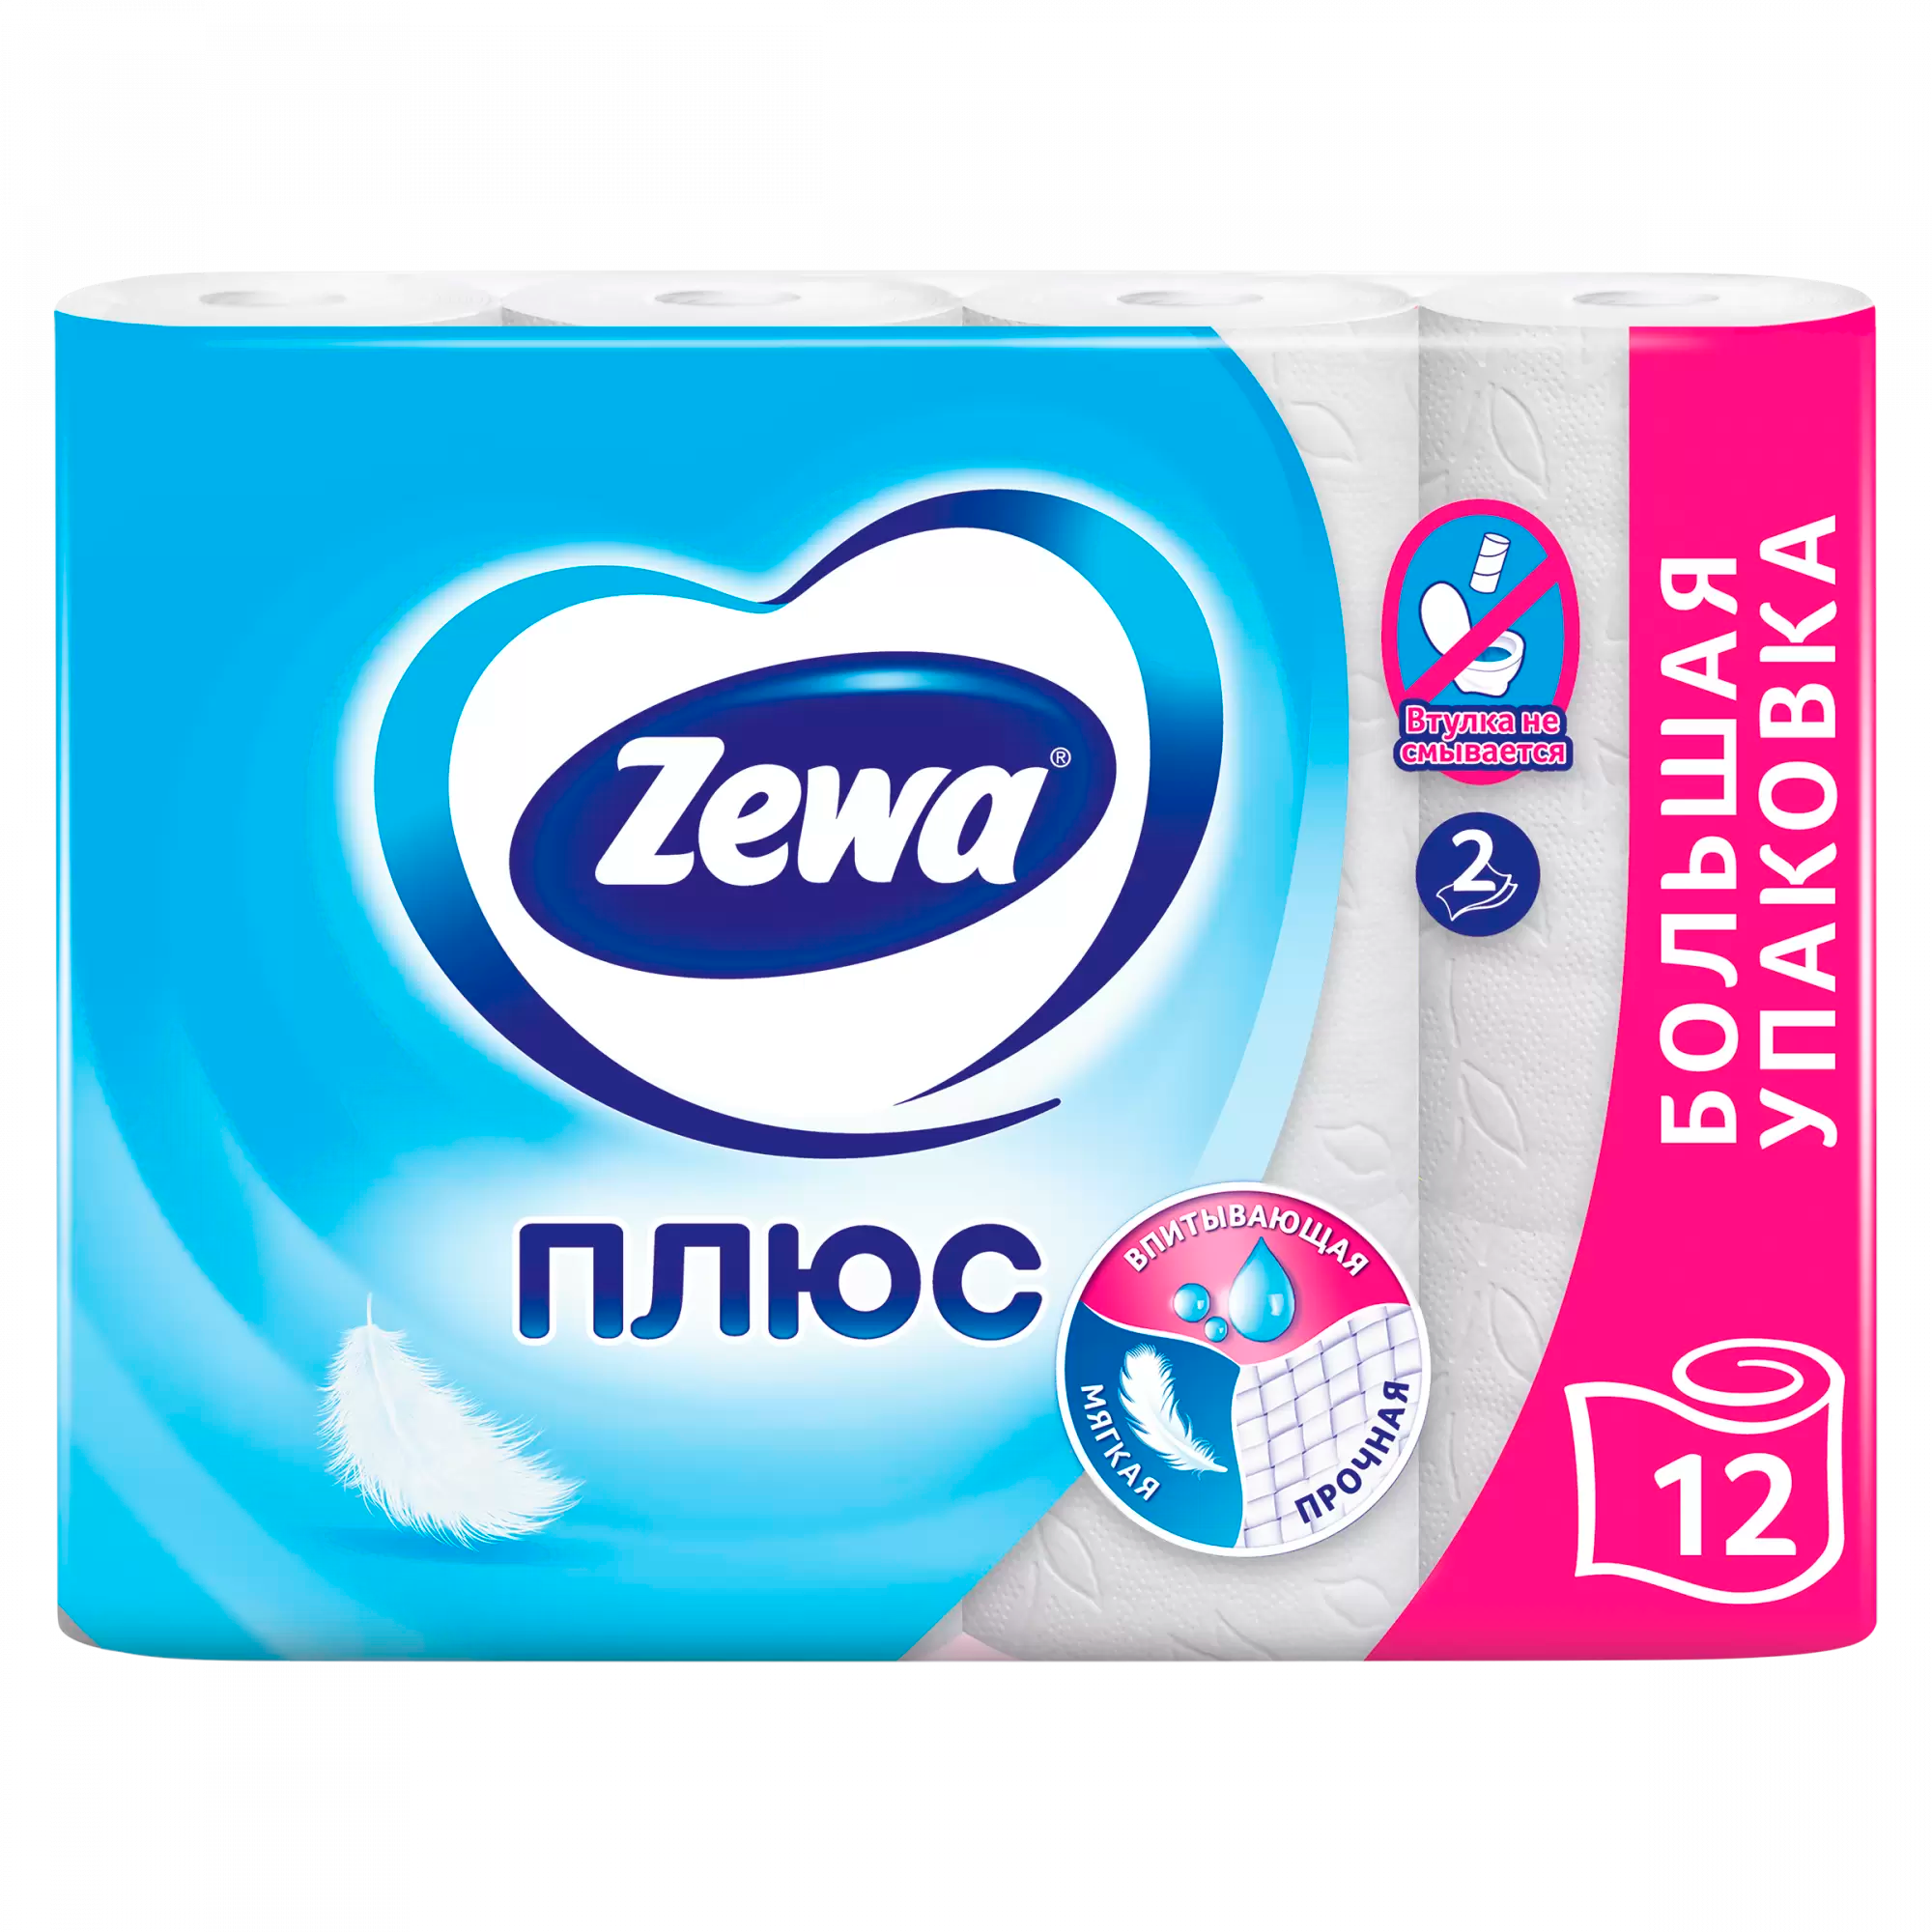 Zewa®
ПЛЮС
Втулка не
смывается
2
ВПИТЫВАЮЩАЯ
МЯГКАЯ
ПРОЧНАЯ
БОЛЬШАЯ
УПАКОВКА
12